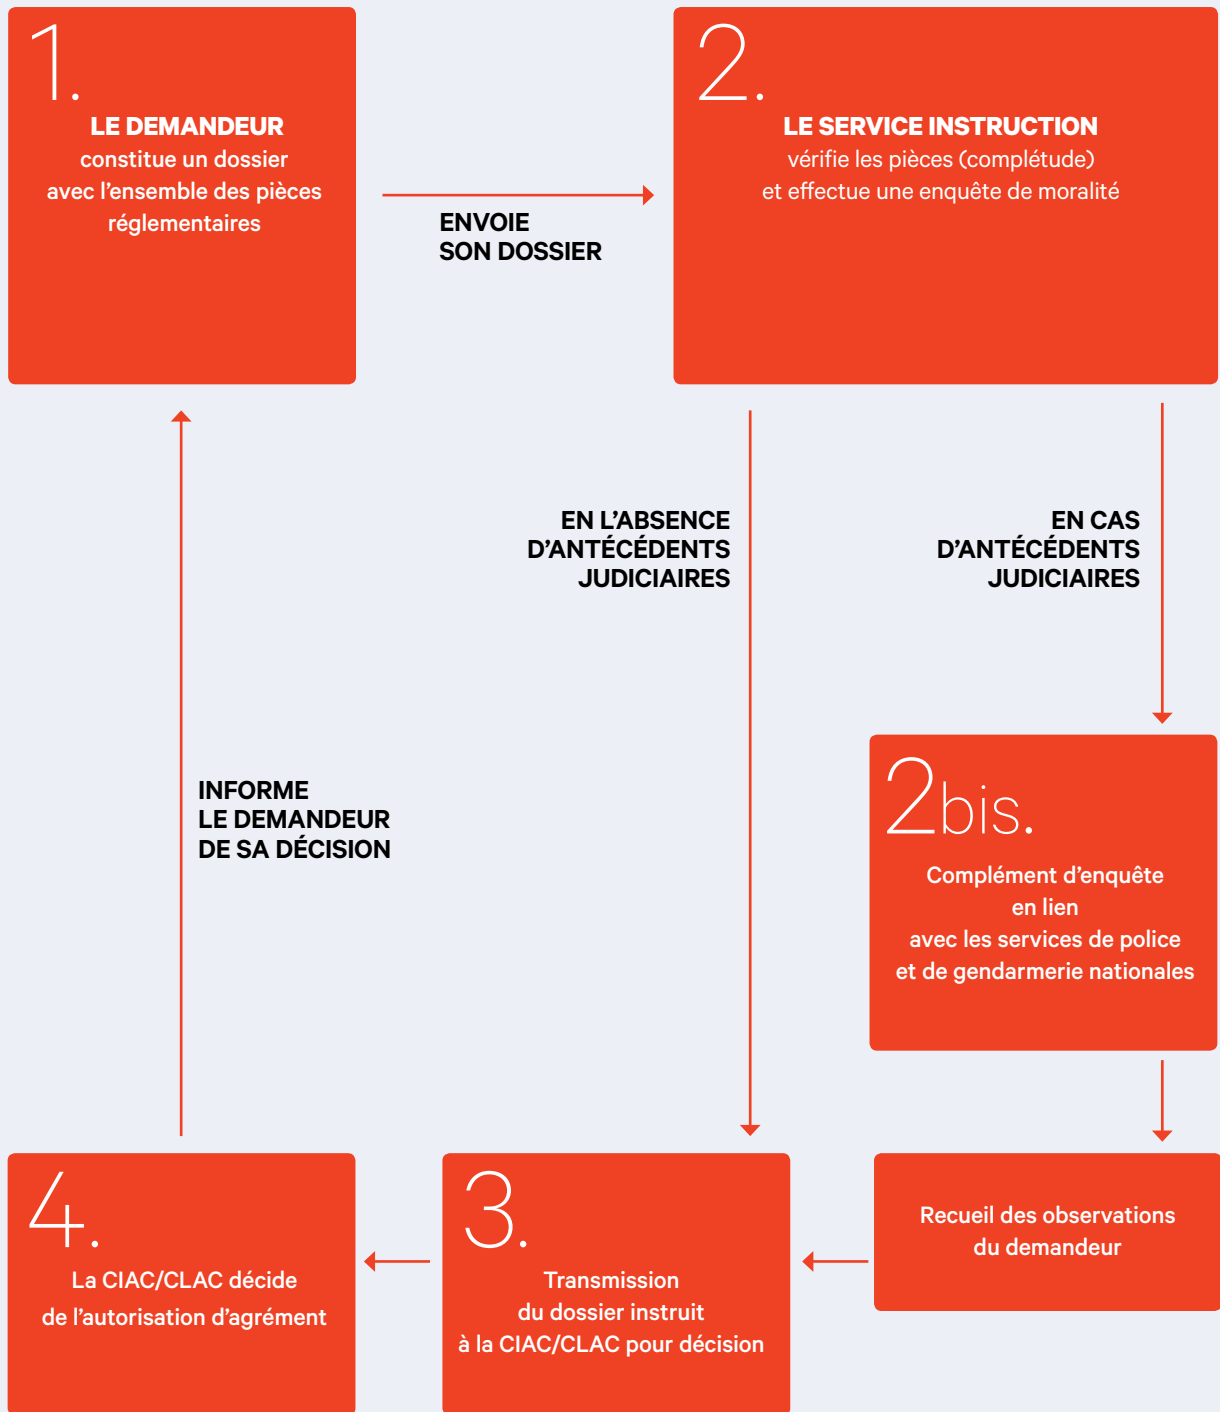 1.
LE DEMANDEUR
constitue un dossier
avec l’ensemble des pièces
réglementaires
ENVOIE
SON DOSSIER
2.
LE SERVICE INSTRUCTION
vérifie les pièces (complétude)
et effectue une enquête de moralité
EN L’ABSENCE
D’ANTÉCÉDENTS
JUDICIAIRES
EN CAS
D’ANTÉCÉDENTS
JUDICIAIRES
2bis.
Complément d’enquête
en lien
avec les services de police
et de gendarmerie nationales
Recueil des observations
du demandeur
3.
Transmission
du dossier instruit
à la CIAC/CLAC pour décision
4.
La CIAC/CLAC décide
de l’autorisation d’agrément
INFORME
LE DEMANDEUR
DE SA DÉCISION